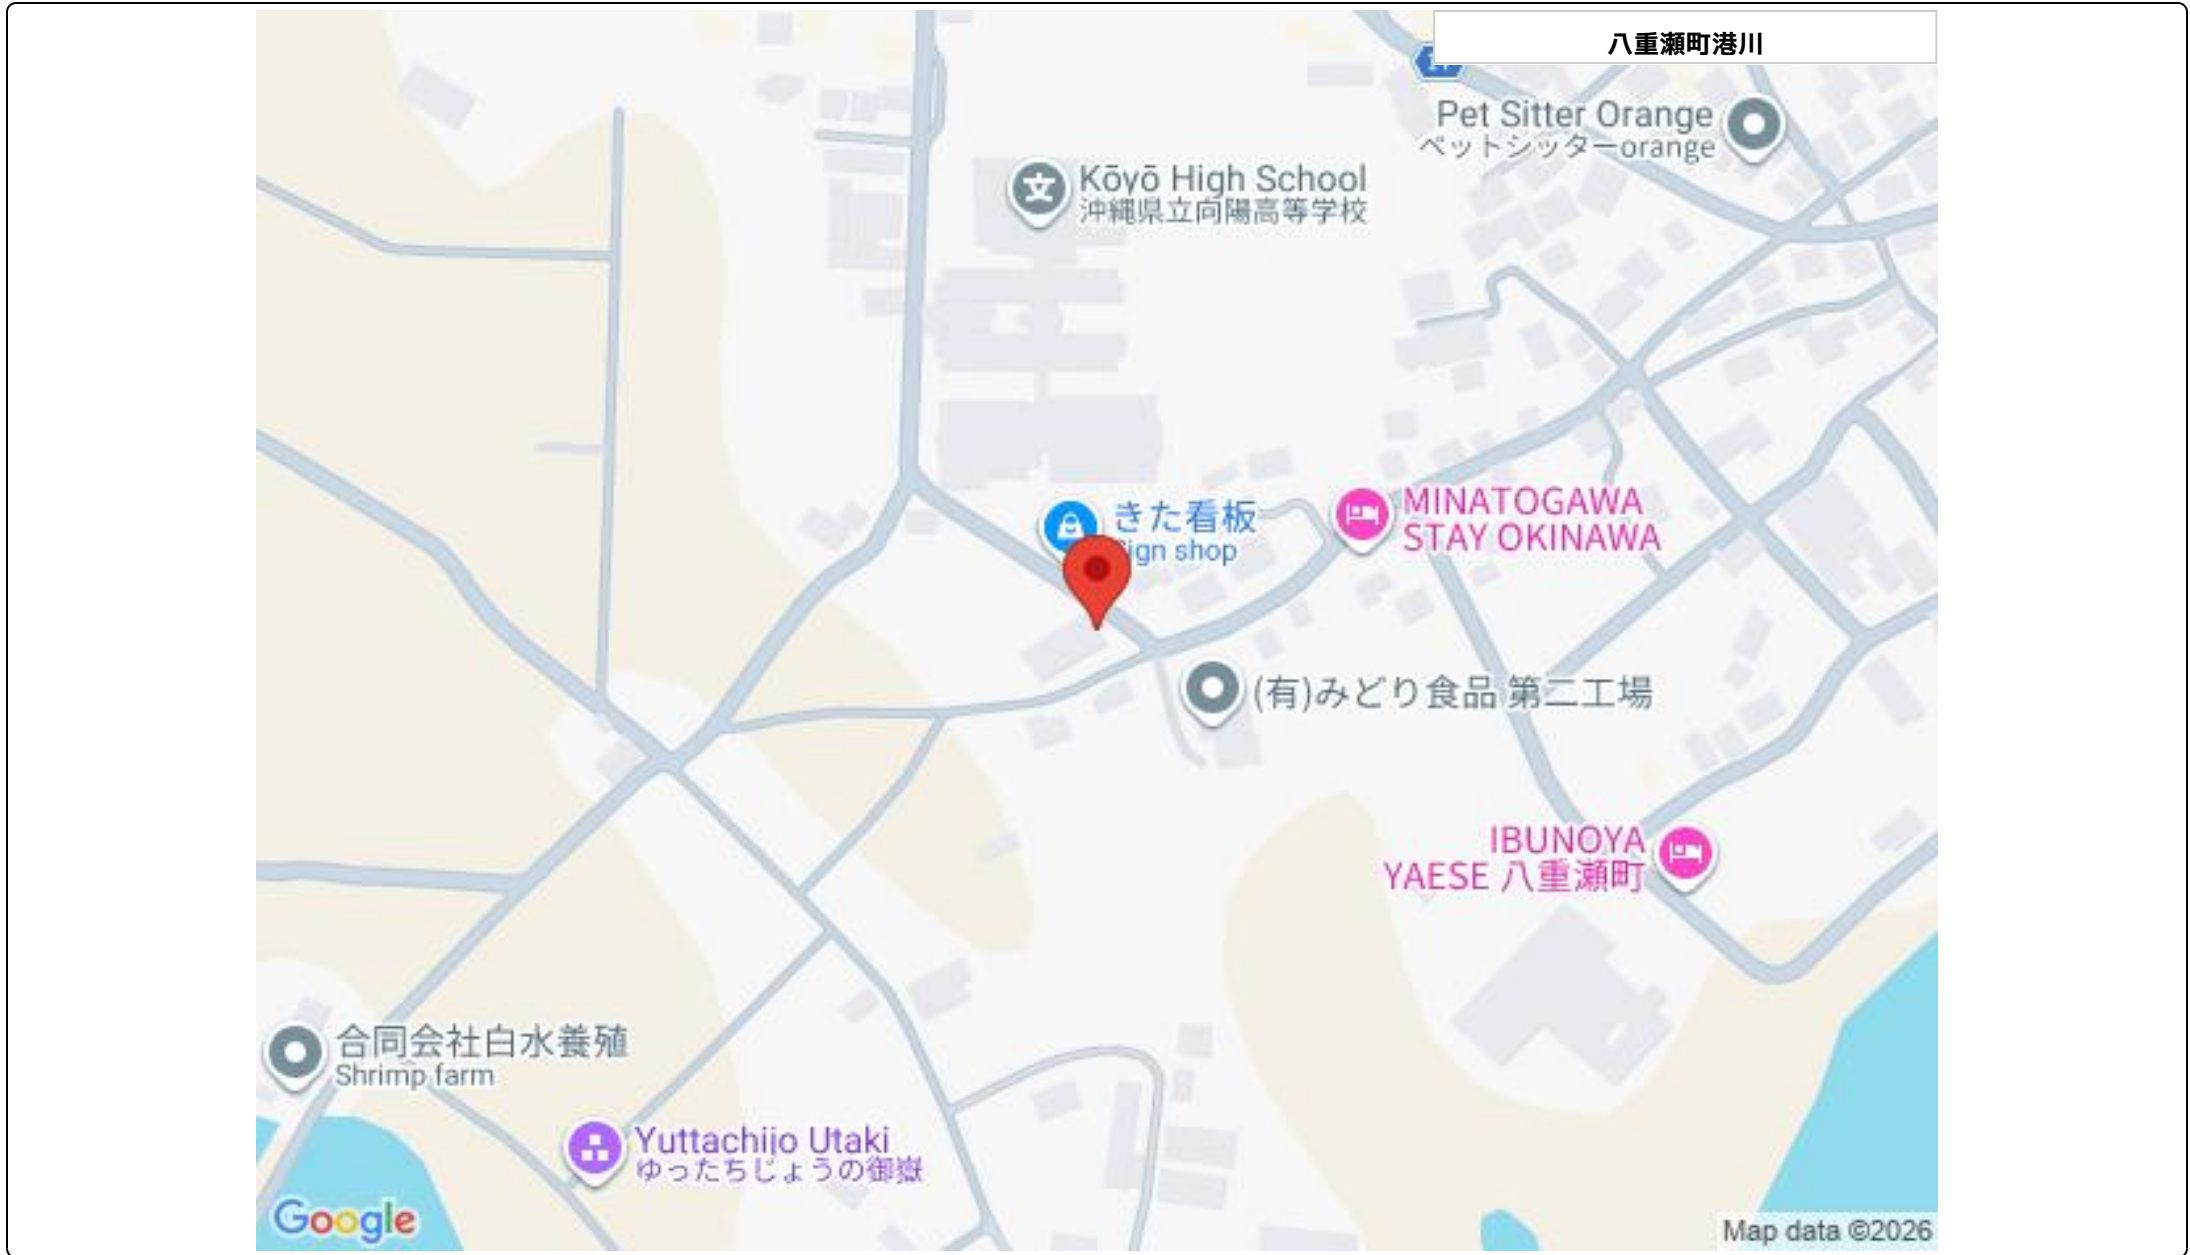 八重瀬町港川
Pet Sitter Orange
ペットシッターorange
Kōyō High School
沖縄県立向陽高等学校
きた看板
ign shop
MINATOGAWA
STAY OKINAWA
(有)みどり食品 第二工場
IBUNOYA
YAESE 八重瀬町
合同会社白水養殖
Shrimp farm
Yuttachijo Utaki
ゆったちじょうの御嶽
Google
Map data ©2026